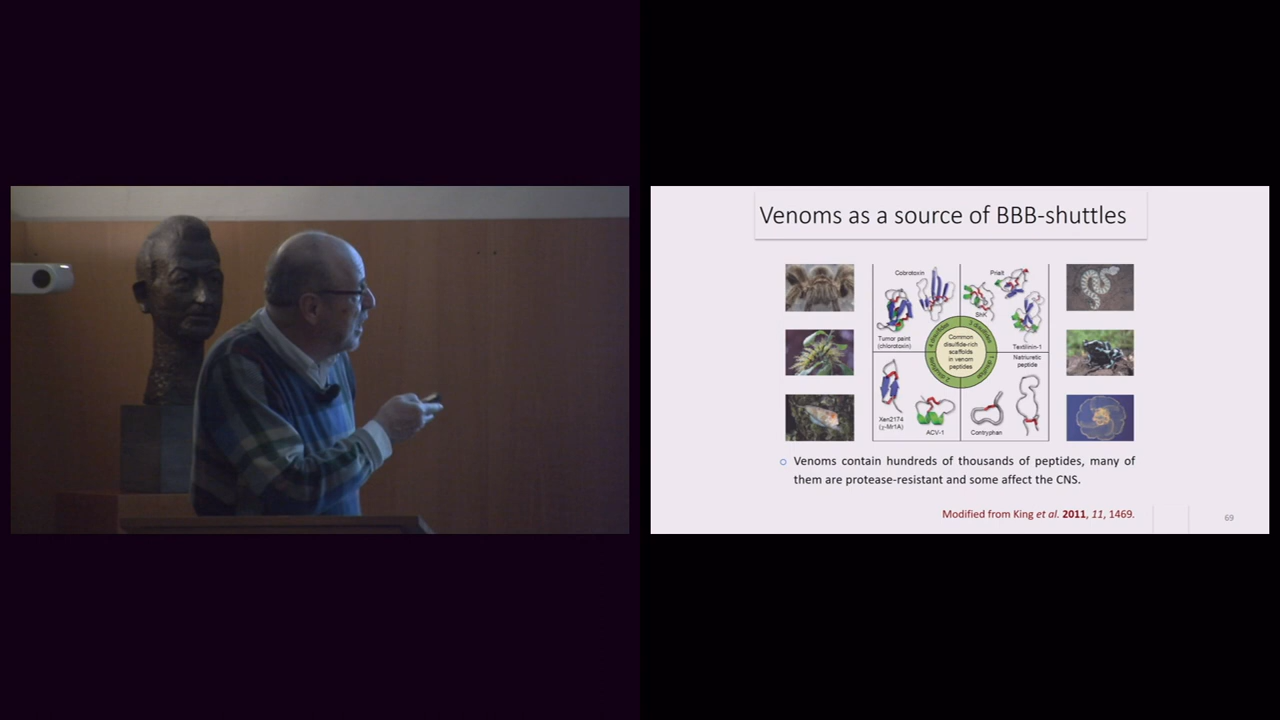 Venoms as a source of BBB-shuttles
Cobrotoxin
Prialt
ShK
Tumor paint
(chlorotoxin)
Textilinin-1
Common
disulfide-rich
scaffolds
in venom
peptides
Natriuretic
peptide
Xen2174
(χ-Mr1A)
ACV-1
Contryphan
Venoms contain hundreds of thousands of peptides, many of
them are protease-resistant and some affect the CNS.
Modified from King et al. 2011, 11, 1469.
69